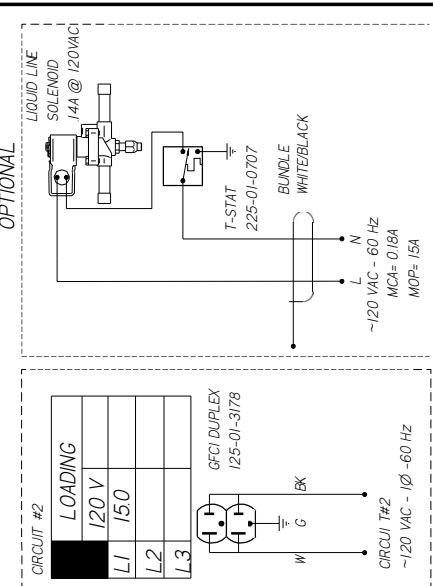 OPTIONAL
LIQUID LINE
SOLENOID
.14A @ 120VAC
T-STAT
225-01-0707
BUNDLE
WHITE/BLACK
L
N
~120 VAC - 60 Hz
MCA= 0.18A
MOP= 15A
CIRCUIT #2
LOADING
120 V
L1 15.0
L2
L3
GFCI DUPLEX
125-01-3178
W
G
BK
CIRCUI T#2
~120 VAC - 1Ø -60 Hz